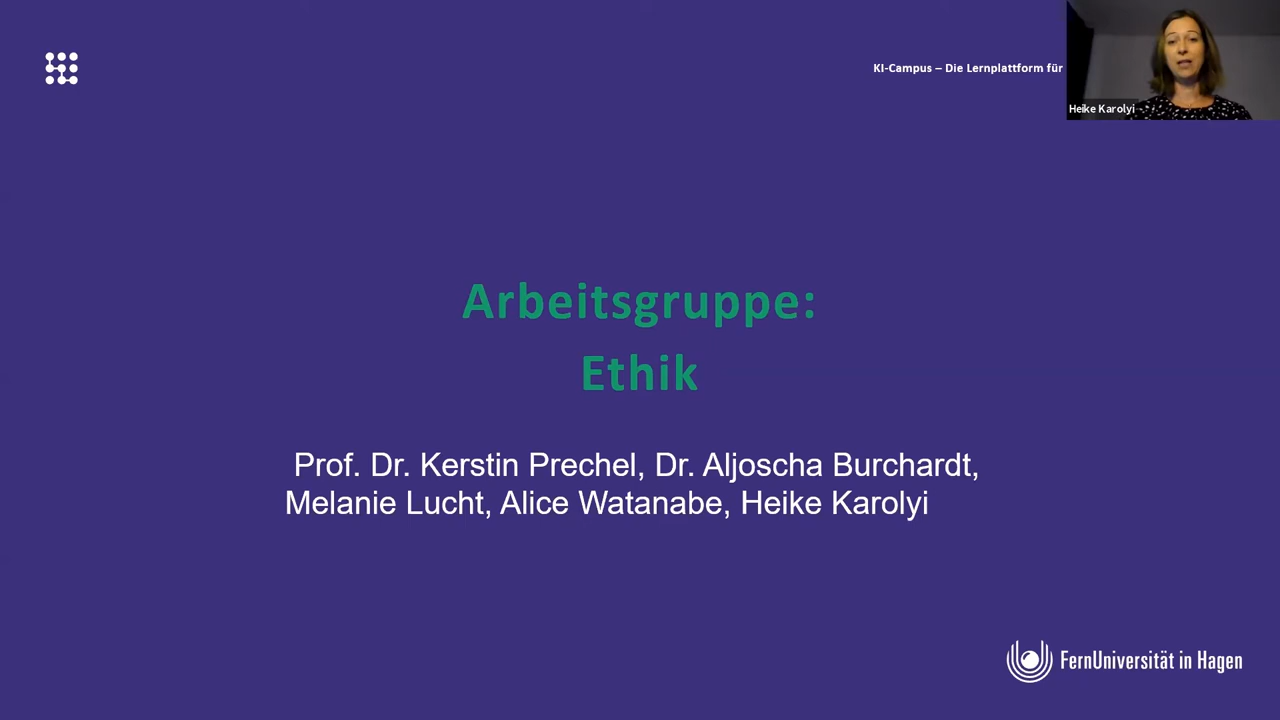 KI-Campus – Die Lernplattform für
Heike Karolyi
Arbeitsgruppe:
Ethik
Prof. Dr. Kerstin Prechel, Dr. Aljoscha Burchardt,
Melanie Lucht, Alice Watanabe, Heike Karolyi
FernUniversität in Hagen